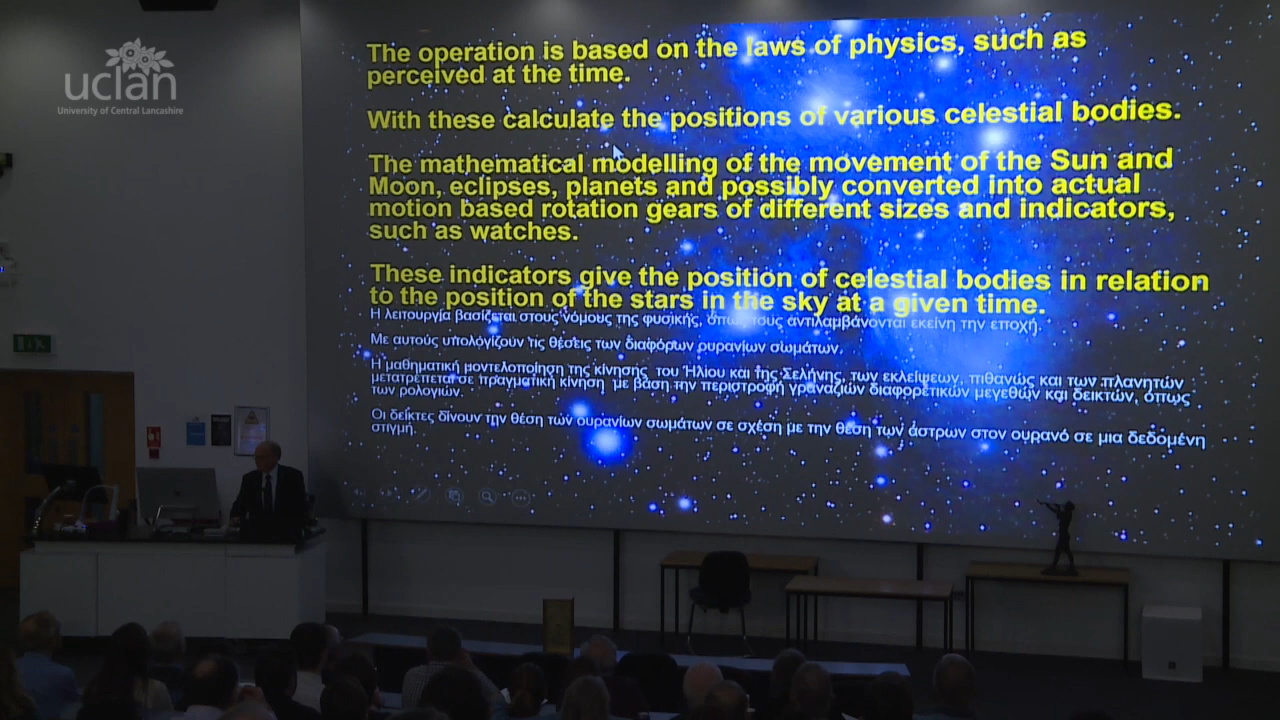 uclan
University of Central Lancashire
The operation is based on the laws of physics, such as
perceived at the time.
With these calculate the positions of various celestial bodies.
The mathematical modelling of the movement of the Sun and
Moon, eclipses, planets and possibly converted into actual
motion based rotation gears of different sizes and indicators,
such as watches.
These indicators give the position of celestial bodies in relation
to the position of the stars in the sky at a given time.
Η λειτουργία βασίζεται στους νόμους της φυσικής, όπως τους αντιλαμβάνονται εκείνη την εποχή.
Με αυτούς υπολογίζουν τις θέσεις των διαφόρων ουρανίων σωμάτων.
Η μαθηματική μοντελοποίηση της κίνησης του Ήλιου και της Σελήνης, των εκλείψεων, πιθανώς και των πλανητών
μετατρέπεται σε πραγματική κίνηση με βάση την περιστροφή γραναζιών διαφορετικών μεγεθών και δεικτών, όπως
των ρολογιών.
Οι δείκτες δίνουν την θέση των ουρανίων σωμάτων σε σχέση με την θέση των άστρων στον ουρανό σε μια δεδομένη
στιγμή.